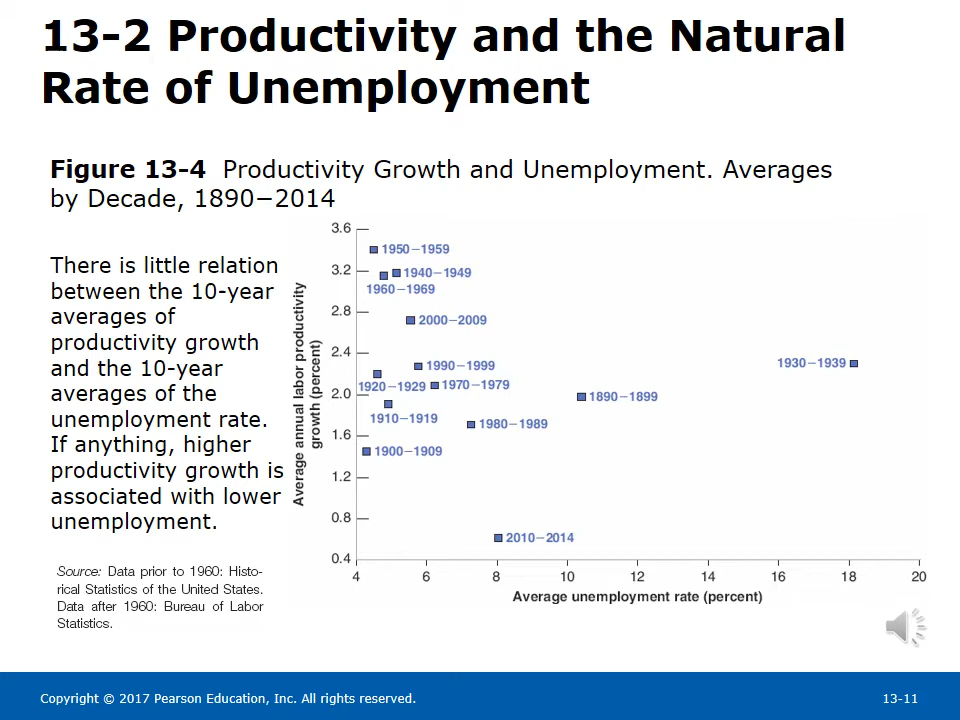 13-2 Productivity and the Natural
Rate of Unemployment
Figure 13-4 Productivity Growth and Unemployment. Averages
by Decade, 1890−2014
There is little relation
between the 10-year
averages of
productivity growth
and the 10-year
averages of the
unemployment rate.
If anything, higher
productivity growth is
associated with lower
unemployment.
Source: Data prior to 1960: Histo-
rical Statistics of the United States.
Data after 1960: Bureau of Labor
Statistics.
Average annual labor productivity
growth (percent)
3.6
3.2
2.8
2.4
2.0
1.6
1.2
0.8
0.4
1950–1959
1940–1949
1960–1969
2000–2009
1990–1999
1930–1939
1920–1929
1970–1979
1890–1899
1910–1919
1980–1989
1900–1909
2010–2014
4
6
8
10
12
14
16
18
20
Average unemployment rate (percent)
Copyright © 2017 Pearson Education, Inc. All rights reserved.
13-11